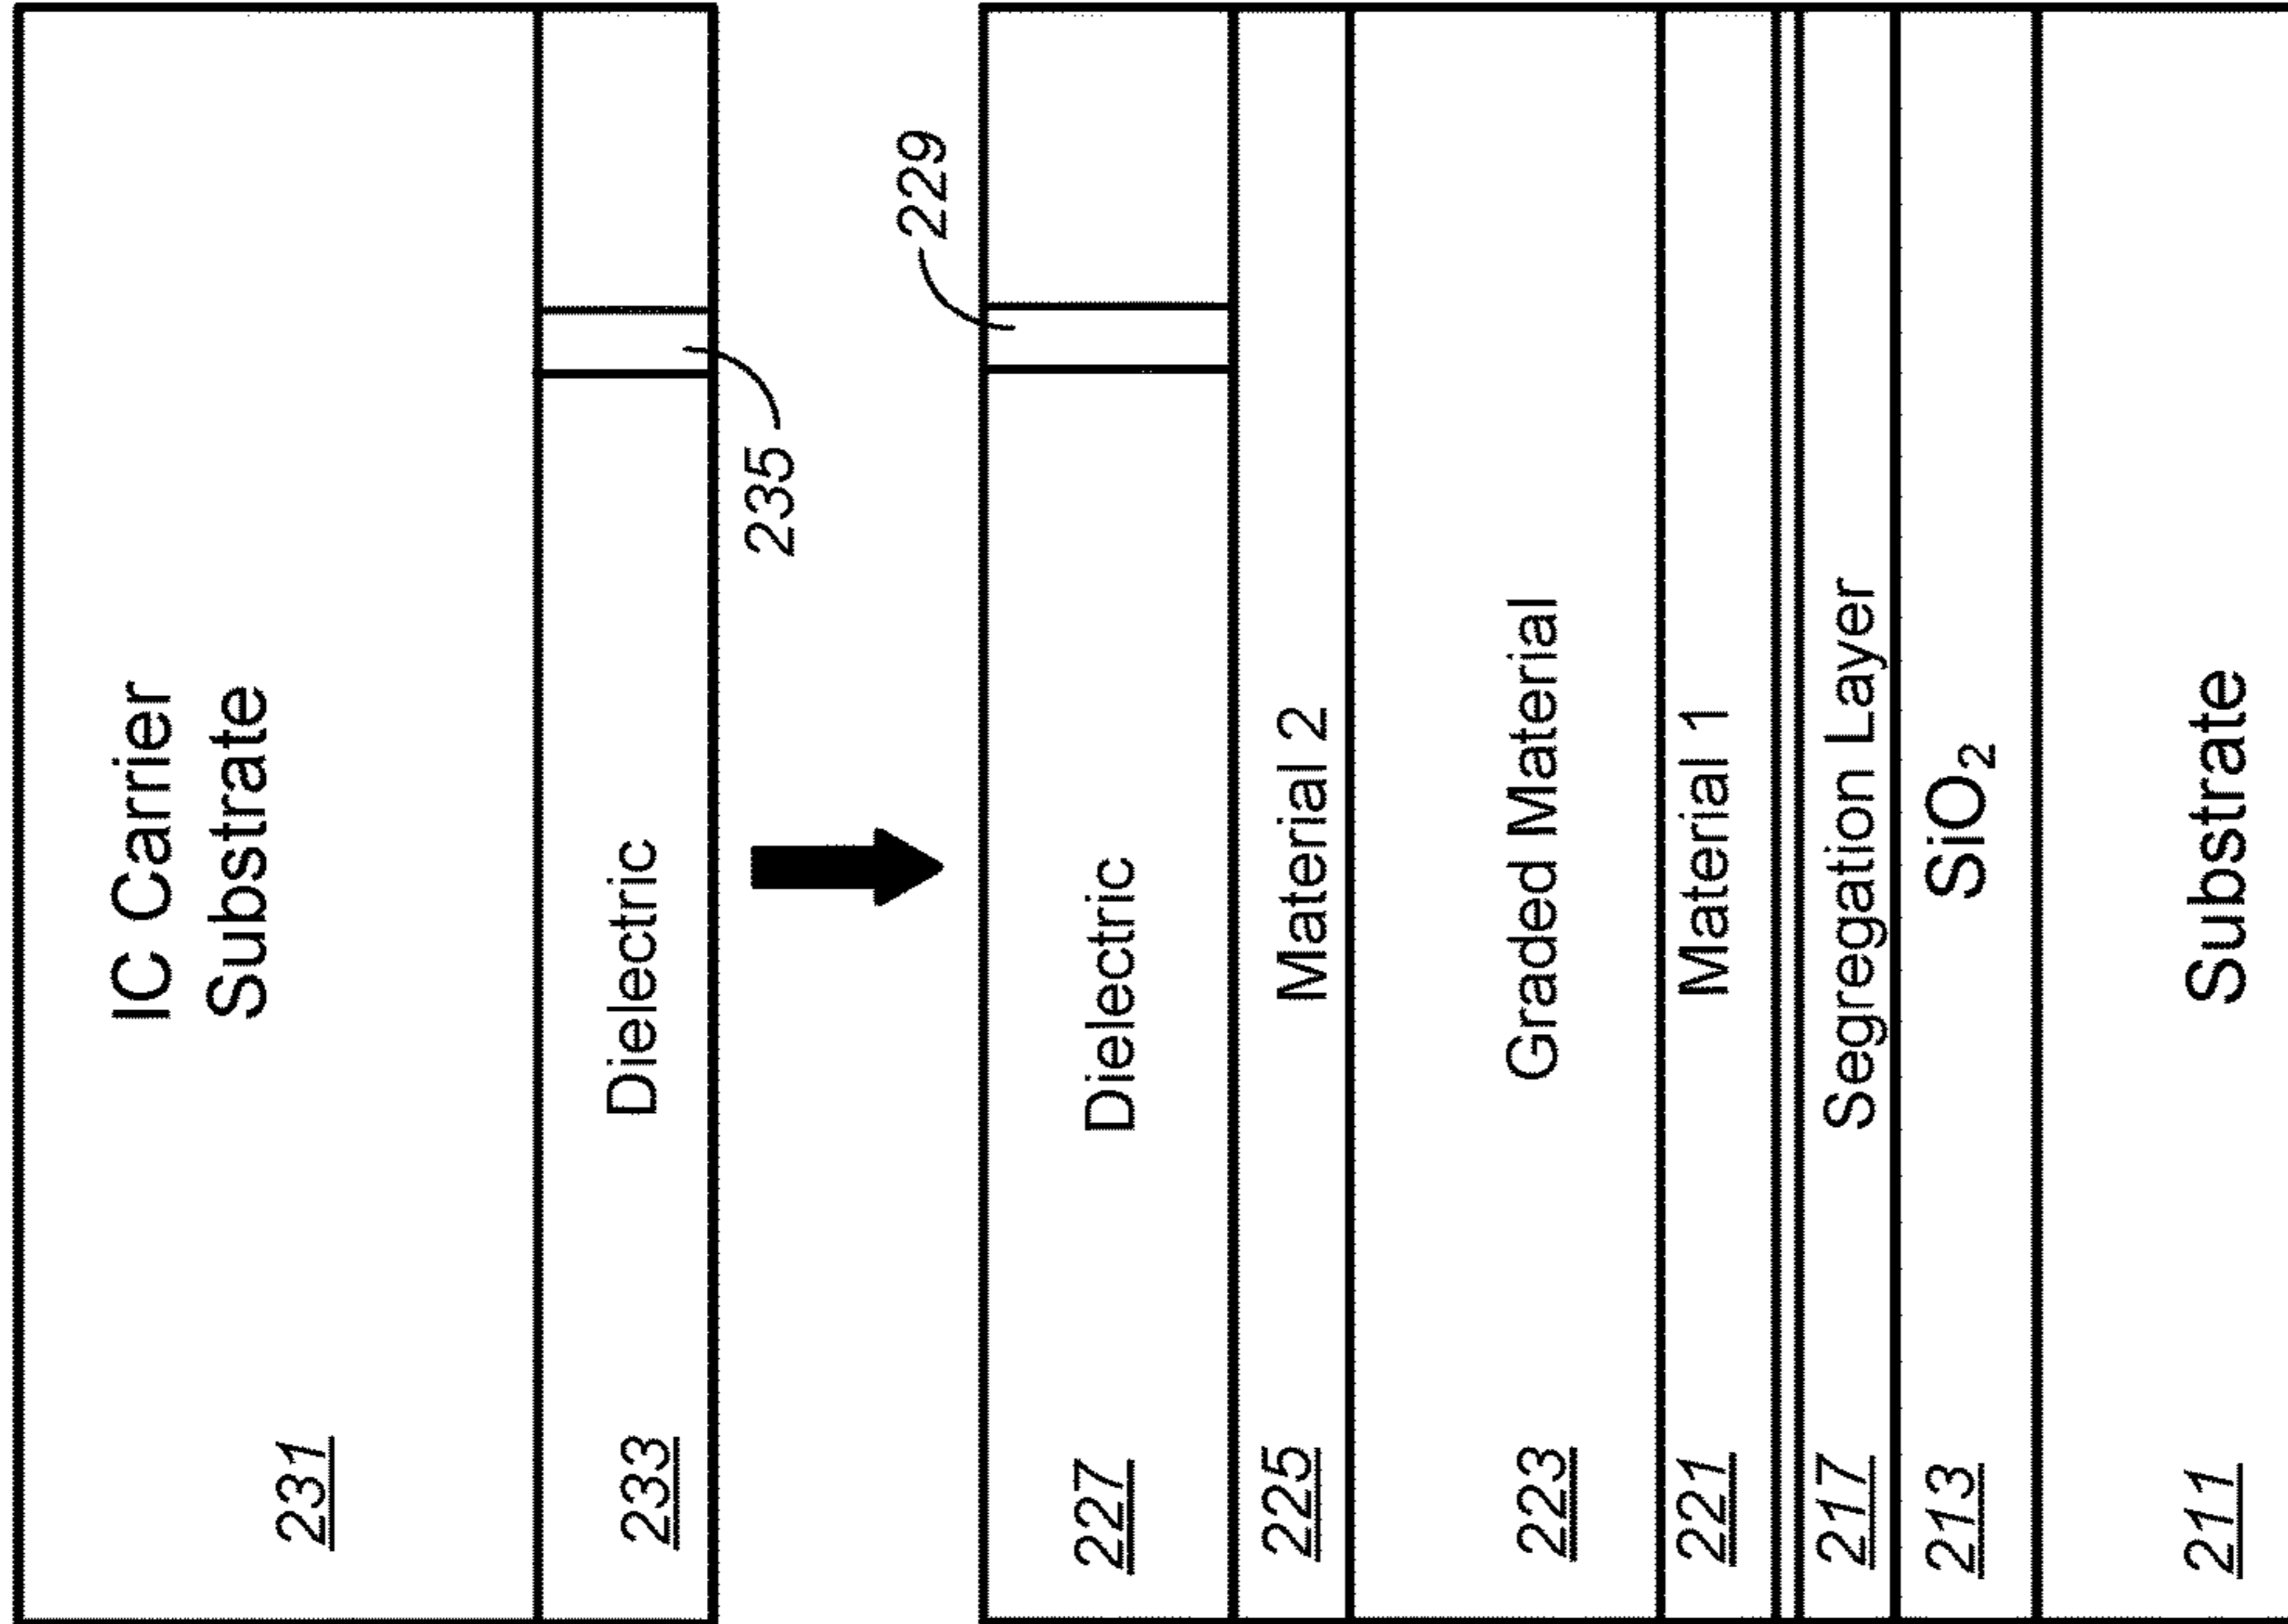 IC Carrier
Substrate
231
Dielectric
233
235
229
Dielectric
227
Material 2
225
Graded Material
223
Material 1
221
Segregation Layer
217
SiO₂
213
Substrate
211